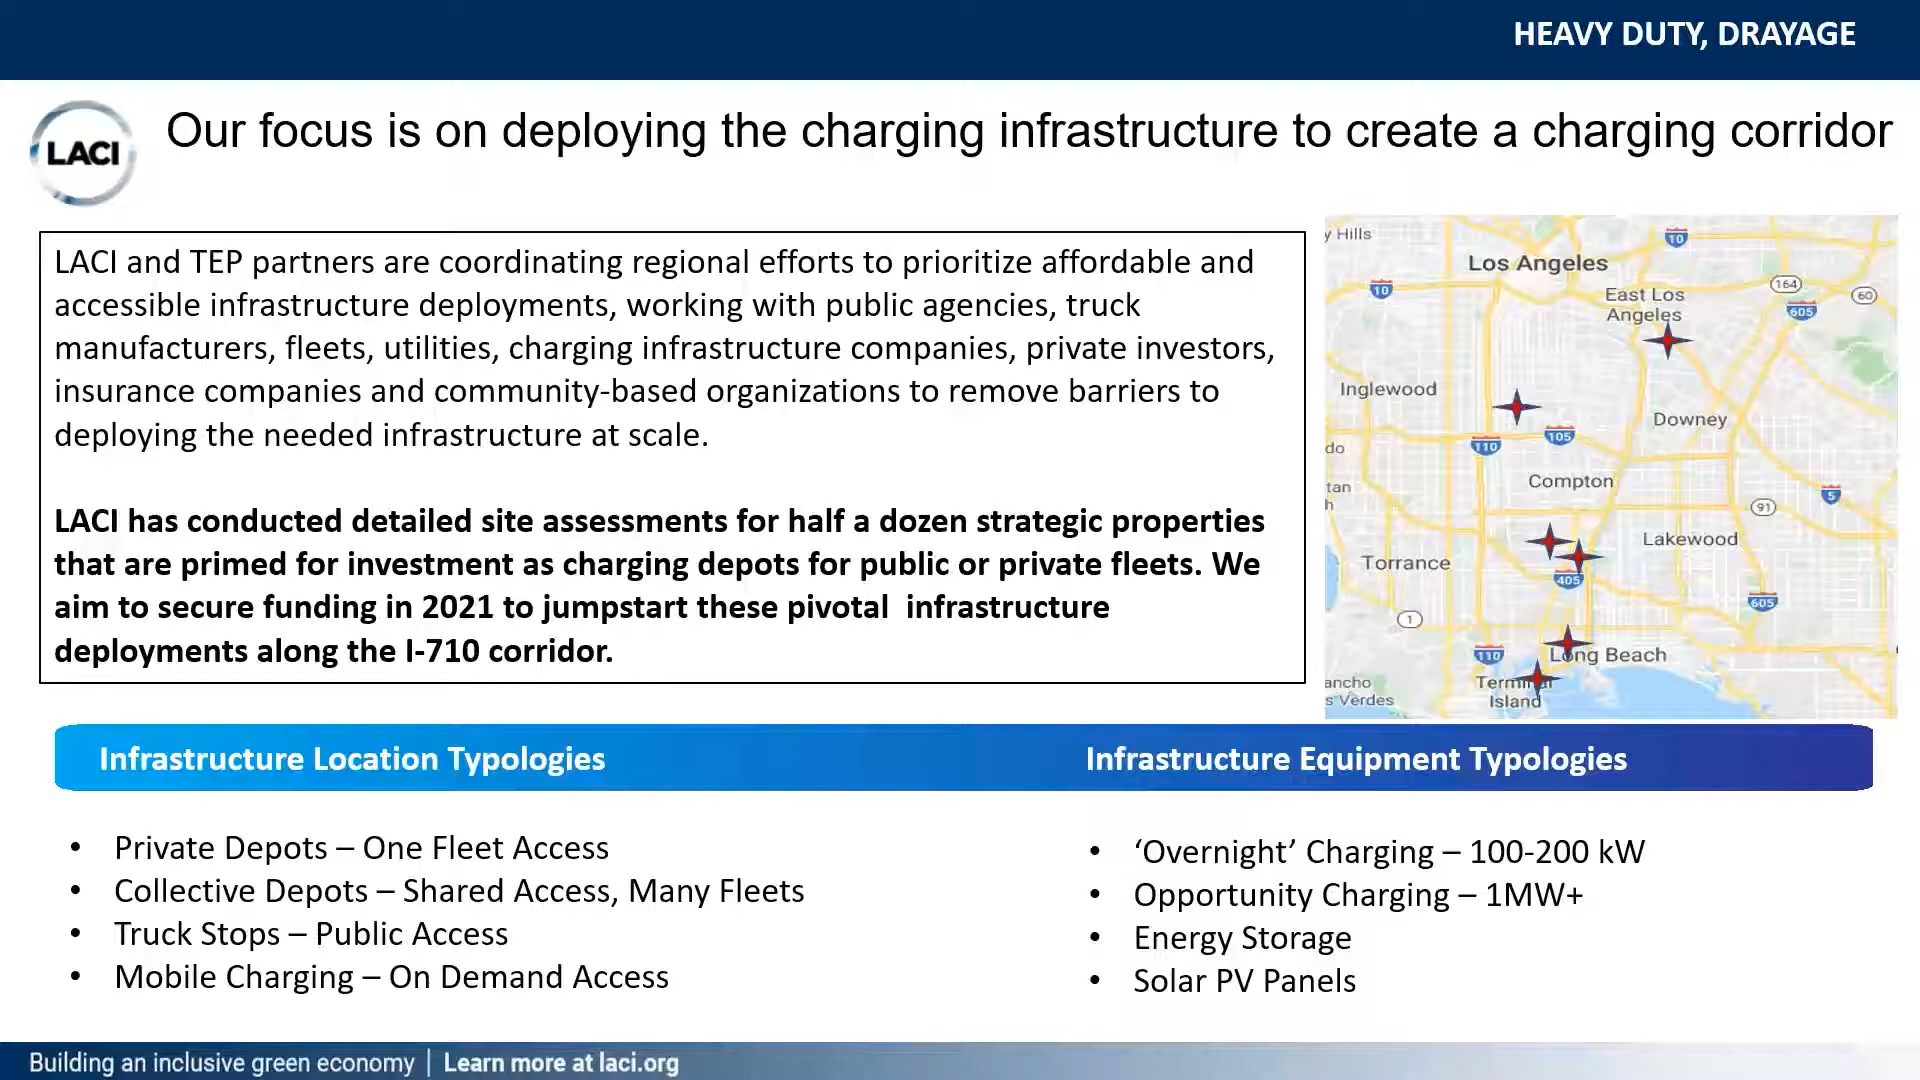 HEAVY DUTY, DRAYAGE
LACI
Our focus is on deploying the charging infrastructure to create a charging corridor
LACI and TEP partners are coordinating regional efforts to prioritize affordable and
accessible infrastructure deployments, working with public agencies, truck
manufacturers, fleets, utilities, charging infrastructure companies, private investors,
insurance companies and community-based organizations to remove barriers to
deploying the needed infrastructure at scale.
LACI has conducted detailed site assessments for half a dozen strategic properties
that are primed for investment as charging depots for public or private fleets. We
aim to secure funding in 2021 to jumpstart these pivotal  infrastructure
deployments along the I-710 corridor.
y Hills
10
Los Angeles
10
164
60
East Los
Angeles
605
Inglewood
Downey
110
105
do
Compton
tan
h
5
91
Lakewood
Torrance
405
605
1
110
Long Beach
ancho
s Verdes
Terminal
Island
Infrastructure Location Typologies
• Private Depots – One Fleet Access
• Collective Depots – Shared Access, Many Fleets
• Truck Stops – Public Access
• Mobile Charging – On Demand Access
Infrastructure Equipment Typologies
• ‘Overnight’ Charging – 100-200 kW
• Opportunity Charging – 1MW+
• Energy Storage
• Solar PV Panels
Building an inclusive green economy | Learn more at laci.org